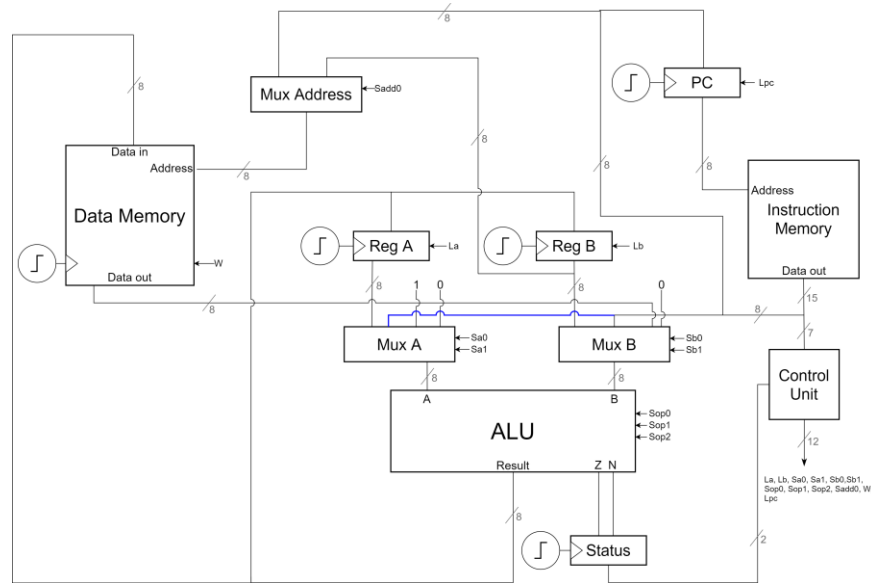 8
8
PC
Lpc
Mux Address
Sadd0
8
8
8
8
Data in
Address
8
Data Memory
W
Data out
8
Address
Instruction
Memory
Data out
15
8
7
Reg A
La
Reg B
Lb
8
1
0
8
0
Mux A
Sa0
Sa1
Mux B
Sb0
Sb1
8
8
A
B
ALU
Sop0
Sop1
Sop2
Result
Z
N
8
Control
Unit
12
La, Lb, Sa0, Sa1, Sb0,Sb1,
Sop0, Sop1, Sop2, Sadd0, W
Lpc
Status
2